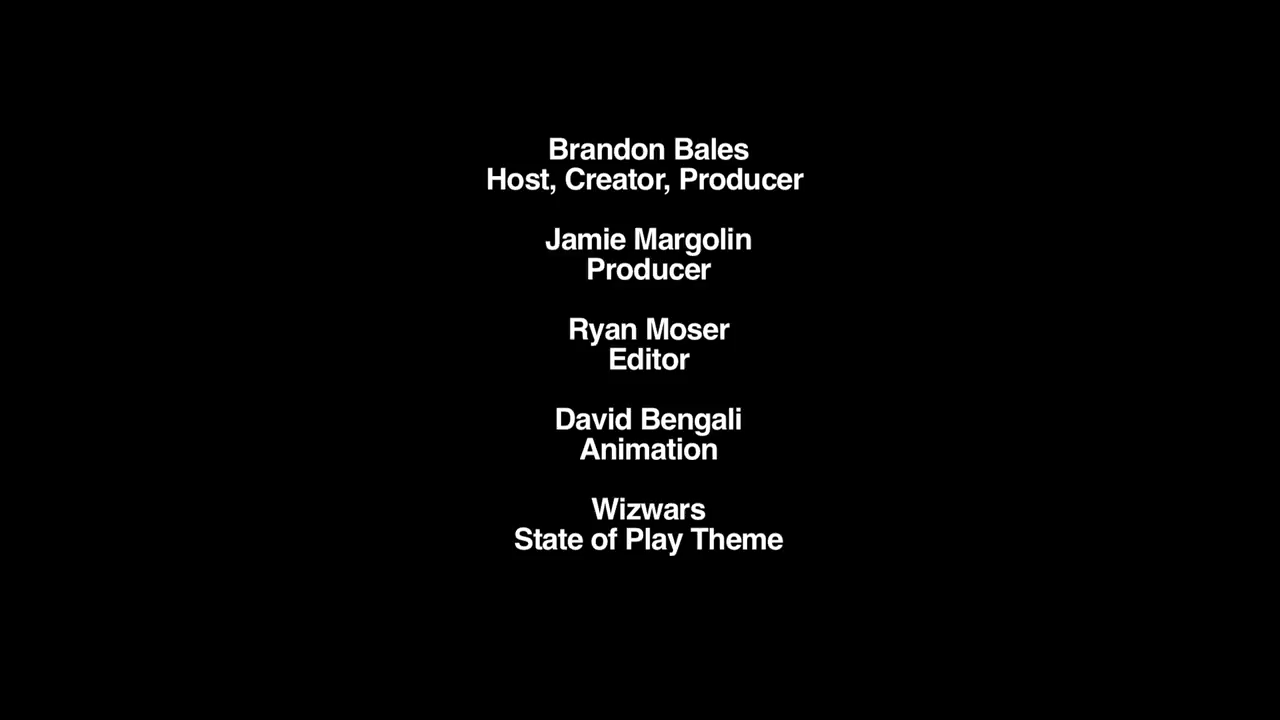 Brandon Bales
Host, Creator, Producer
Jamie Margolin
Producer
Ryan Moser
Editor
David Bengali
Animation
Wizwars
State of Play Theme